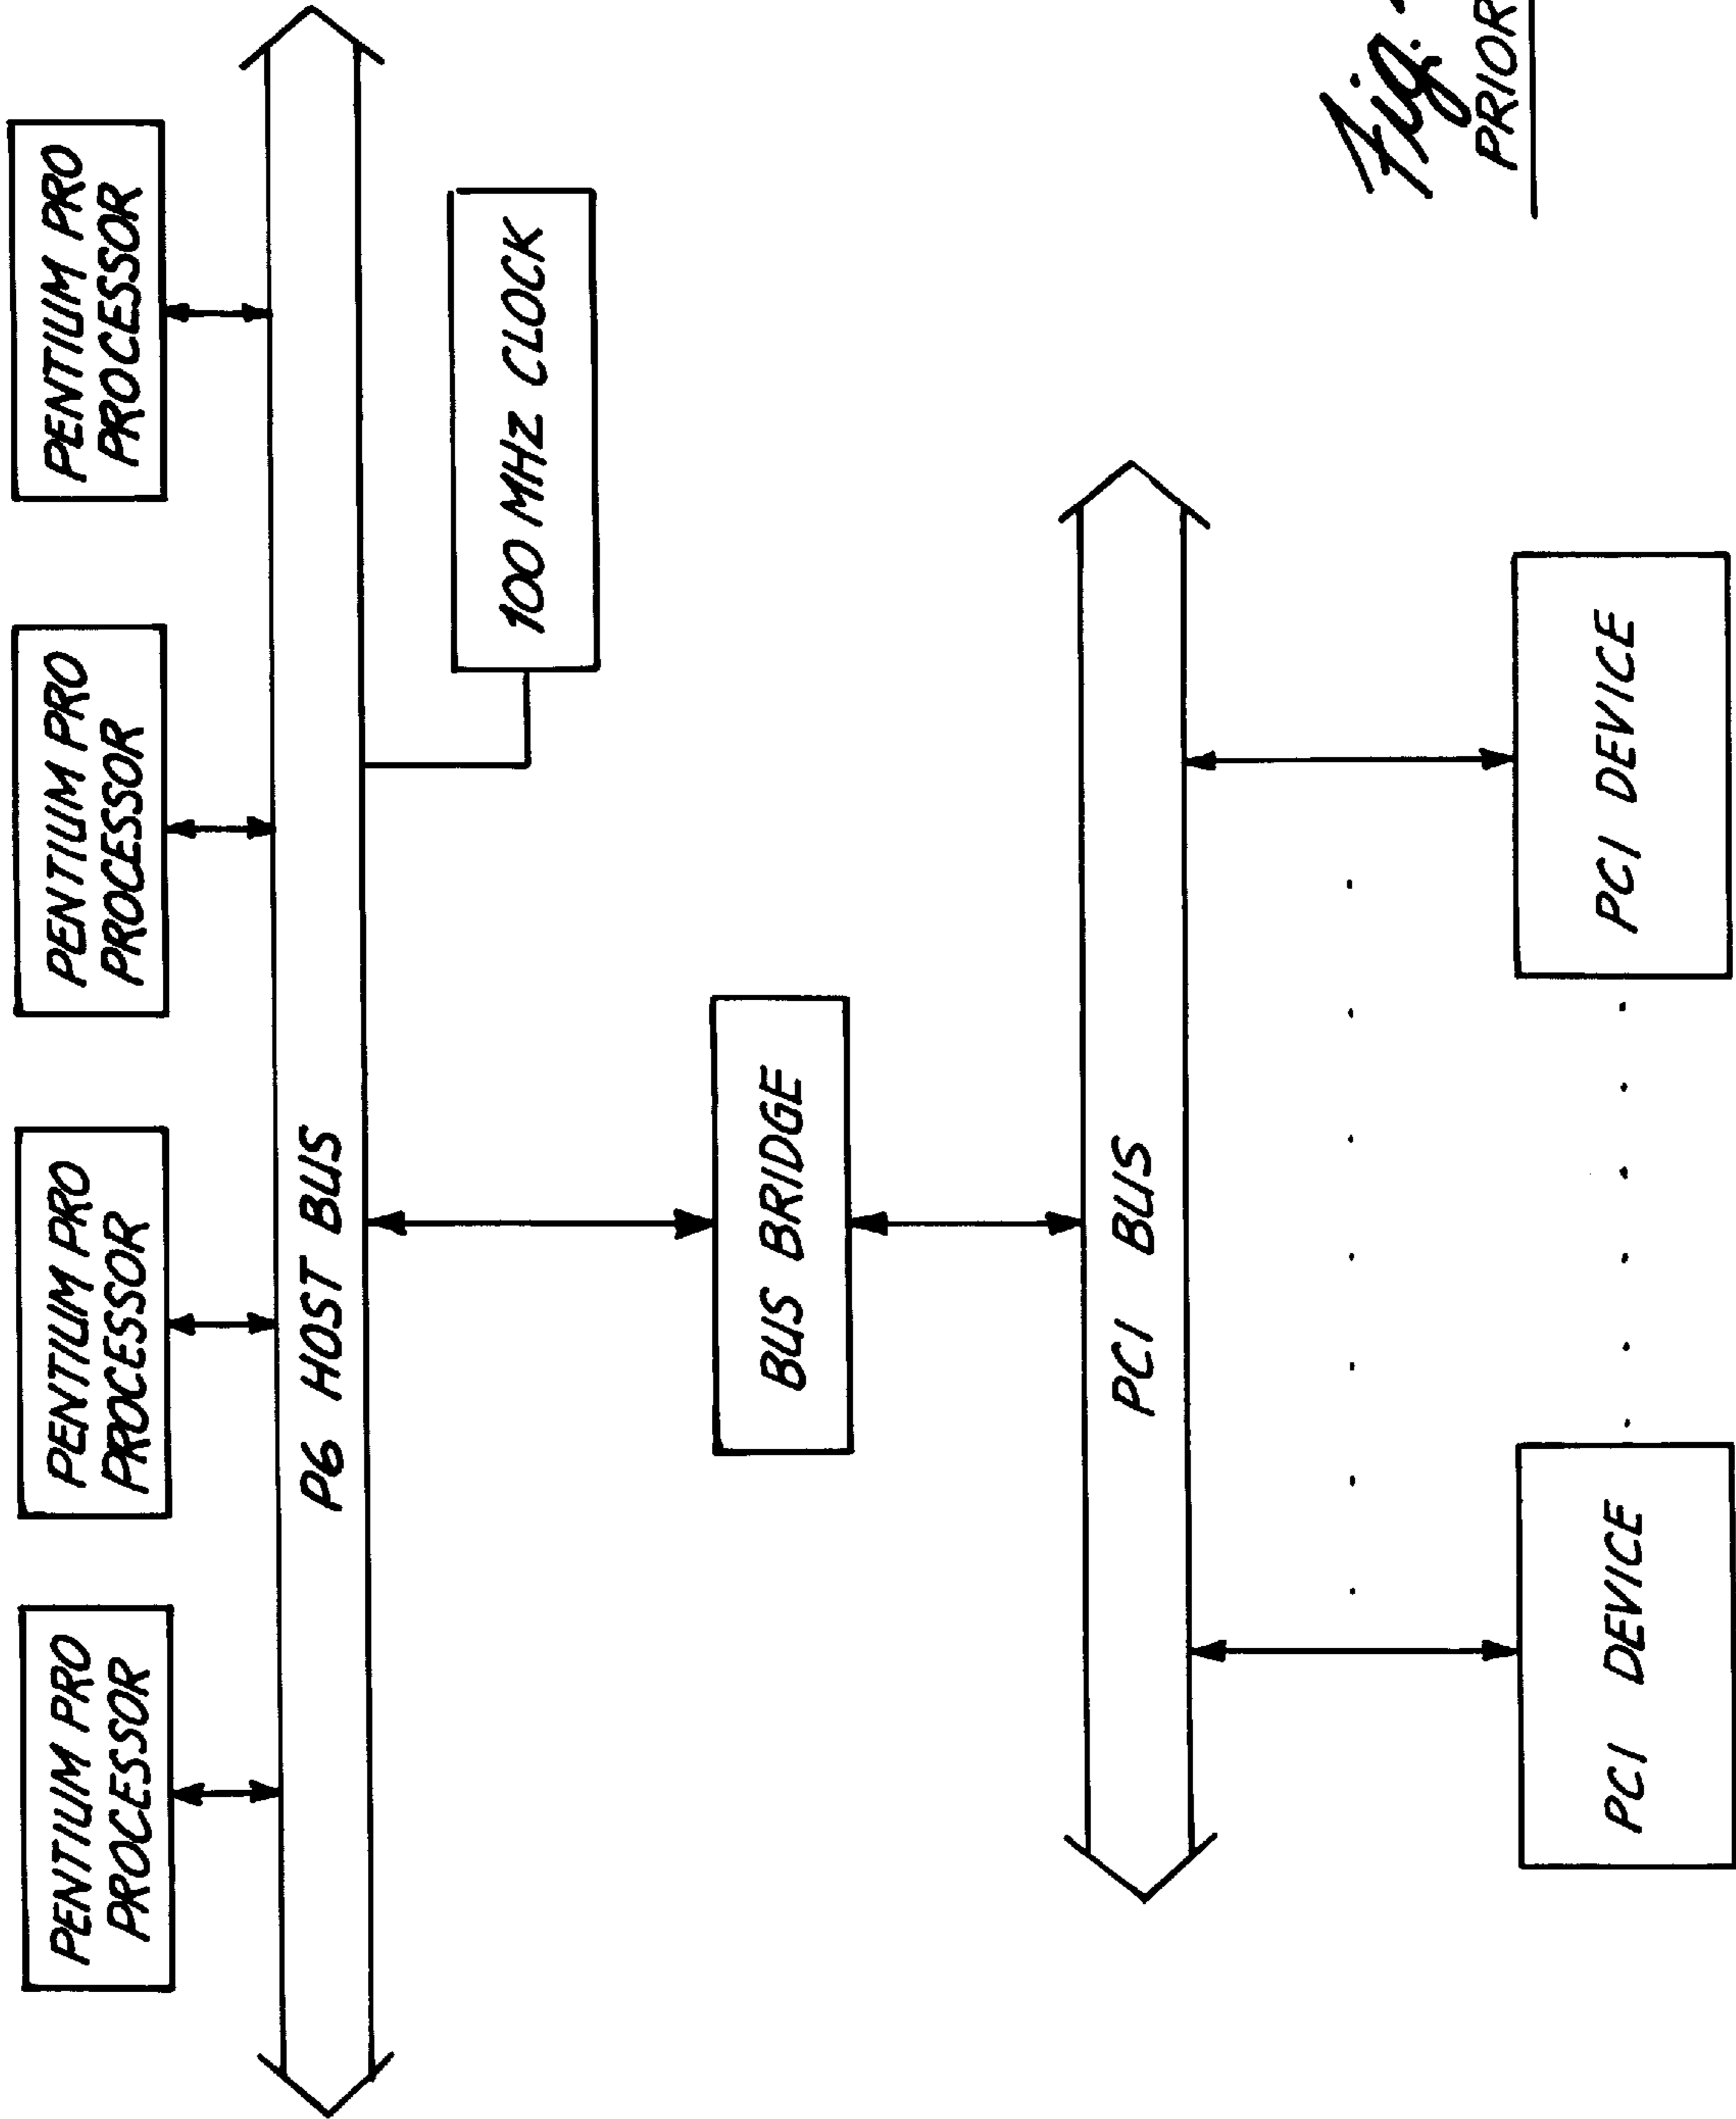 PENTIUM PRO
PROCESSOR
PENTIUM PRO
PROCESSOR
PENTIUM PRO
PROCESSOR
PENTIUM PRO
PROCESSOR
P6 HOST BUS
100 MHZ CLOCK
BUS BRIDGE
PCI BUS
PCI DEVICE
PCI DEVICE
Fig.
PRIOR